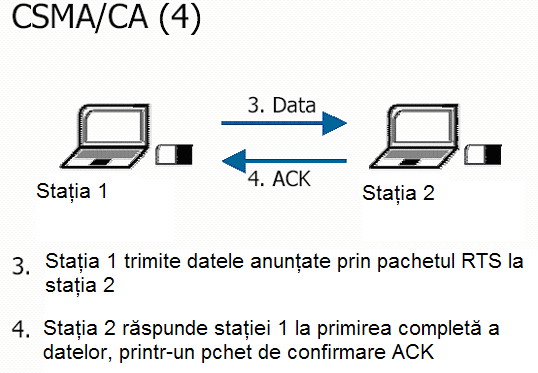 CSMA/CA (4)
3. Data
4. ACK
Stația 1
Stația 2
3. Stația 1 trimite datele anunțate prin pachetul RTS la
stația 2
4. Stația 2 răspunde stației 1 la primirea completă a
datelor, printr-un pchet de confirmare ACK